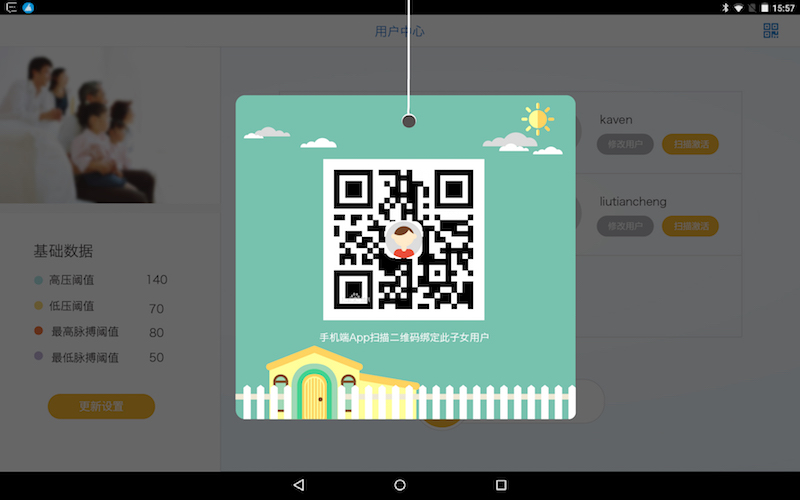 15:57
用户中心
kaven
修改用户
扫描激活
liutiancheng
修改用户
扫描激活
基础数据
高压阈值 140
低压阈值 70
最高脉搏阈值 80
最低脉搏阈值 50
更新设置
手机端App扫描二维码绑定此子女用户